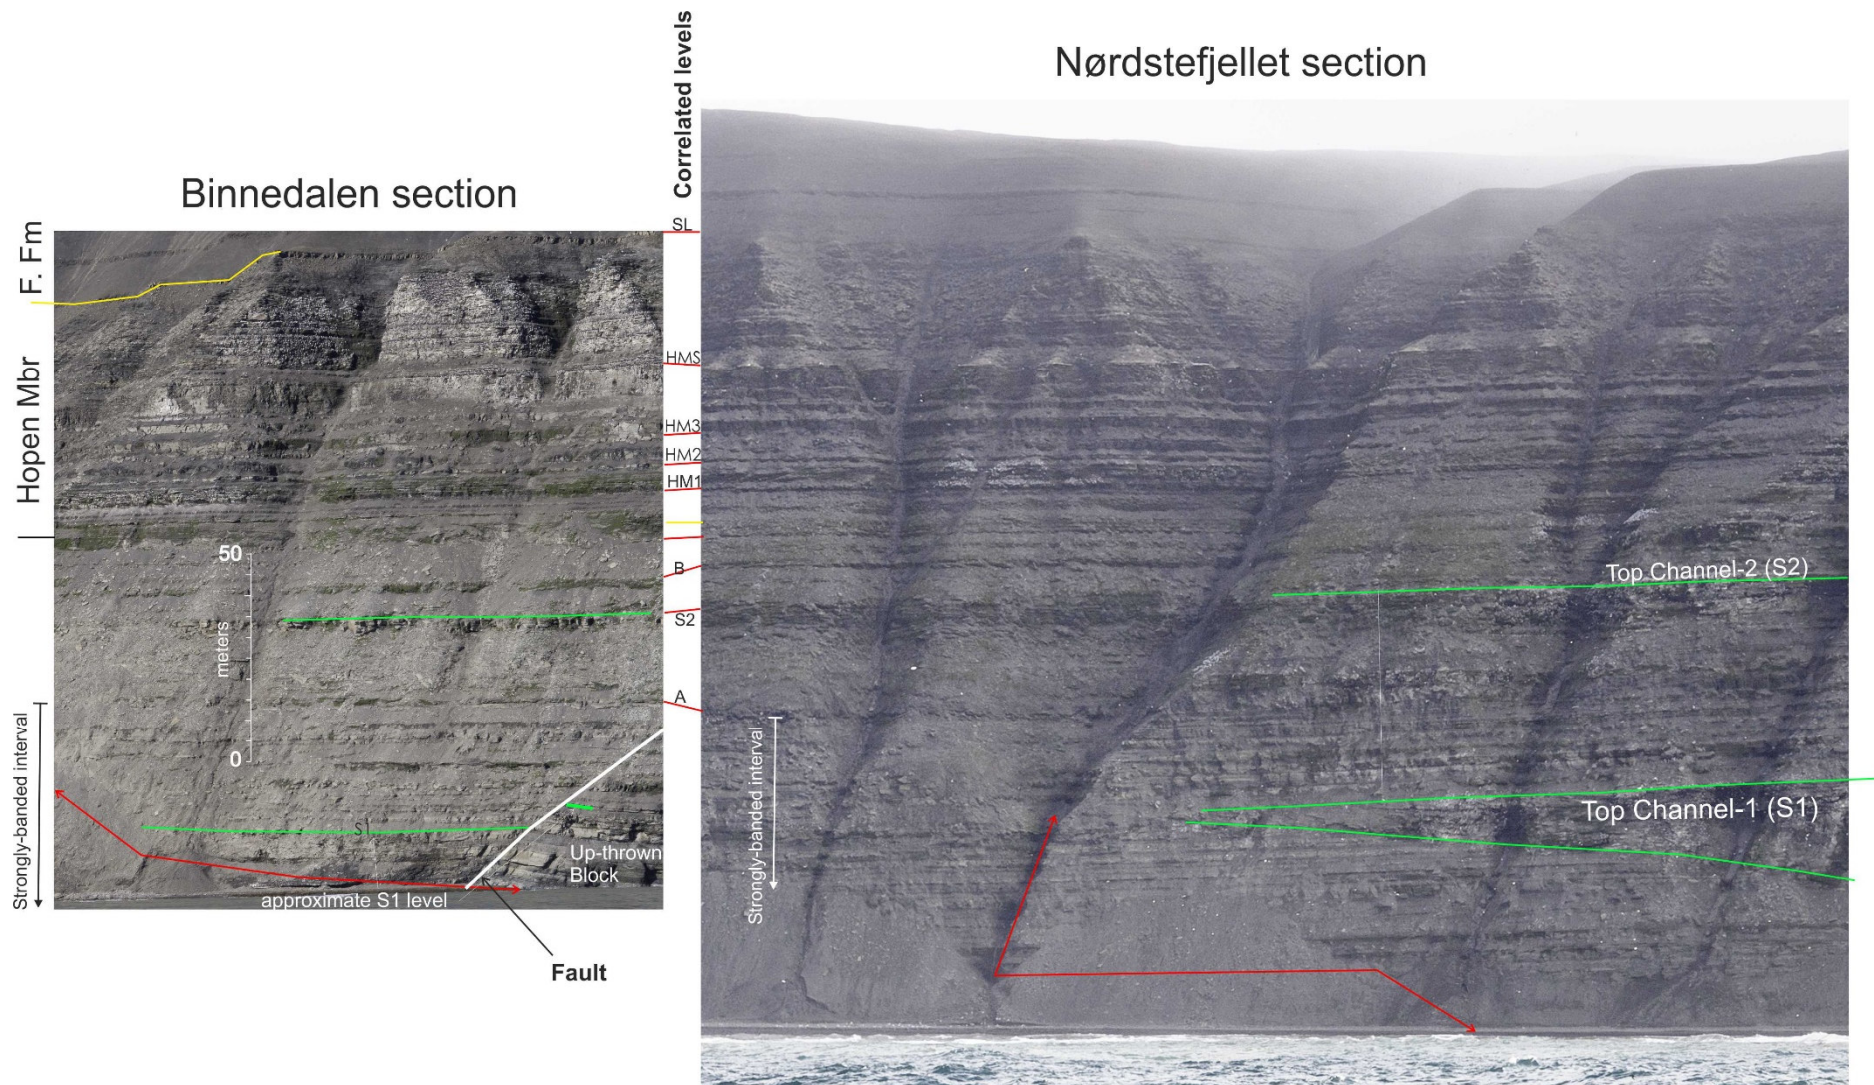 Nørdstefjellet section
Binnedalen section
Correlated levels
F. Fm
Hopen Mbr
Strongly-banded interval
SL
HMS
HM3
HM2
HM1
B
S2
A
50
meters
0
S1
Up-thrown
Block
approximate S1 level
Fault
Strongly-banded interval
Top Channel-2 (S2)
Top Channel-1 (S1)